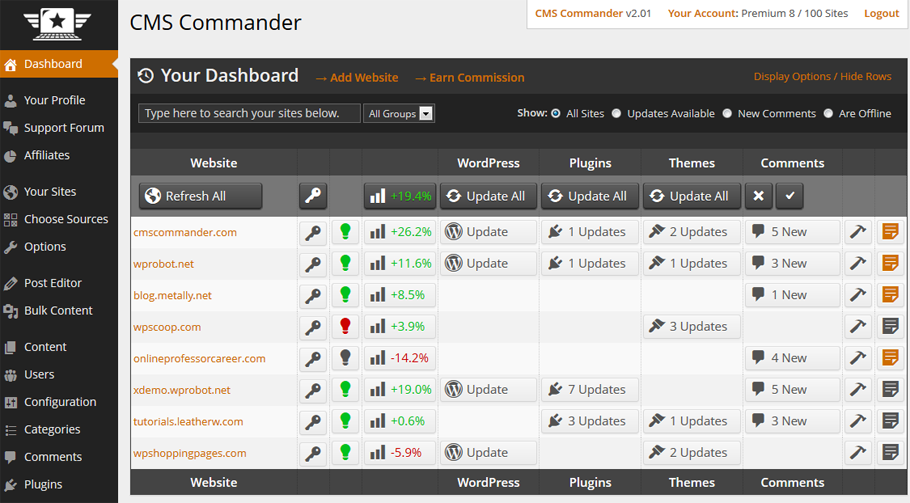 CMS Commander
CMS Commander v2.01 Your Account: Premium 8 / 100 Sites Logout
Dashboard
Your Profile
Support Forum
Affiliates
Your Sites
Choose Sources
Options
Post Editor
Bulk Content
Content
Users
Configuration
Categories
Comments
Plugins
Your Dashboard → Add Website → Earn Commission Display Options / Hide Rows
Type here to search your sites below. All Groups Show: All Sites Updates Available New Comments Are Offline
Website WordPress Plugins Themes Comments
Refresh All +19.4% Update All Update All Update All
cmscommander.com +26.2% Update 1 Updates 2 Updates 5 New
wprobot.net +11.6% Update 1 Updates 1 Updates 3 New
blog.metally.net +8.5% 1 New
wpscoop.com +3.9% 3 Updates
onlineprofessorcareer.com -14.2% 4 New
xdemo.wprobot.net +19.0% Update 7 Updates 5 New
tutorials.leatherw.com +0.6% 3 Updates 1 Updates 3 New
wpshoppingpages.com -5.9% Update 2 Updates
Website WordPress Plugins Themes Comments